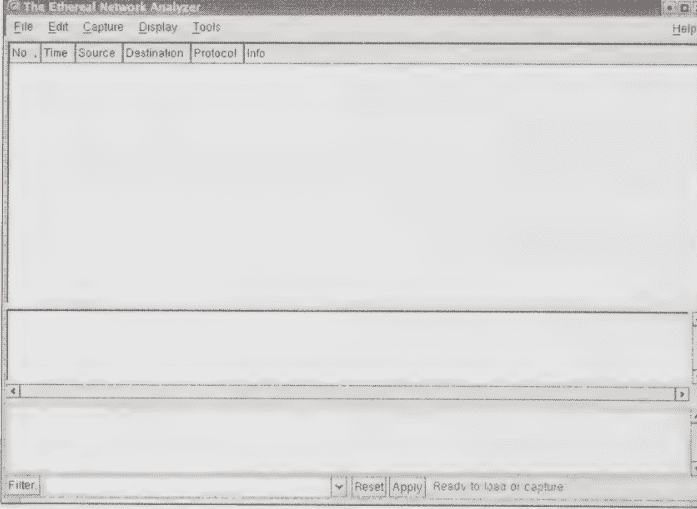 The Ethereal Network Analyzer
File Edit Capture Display Tools Help
No. Time Source Destination Protocol Info
Filter: Reset Apply Ready to load or capture